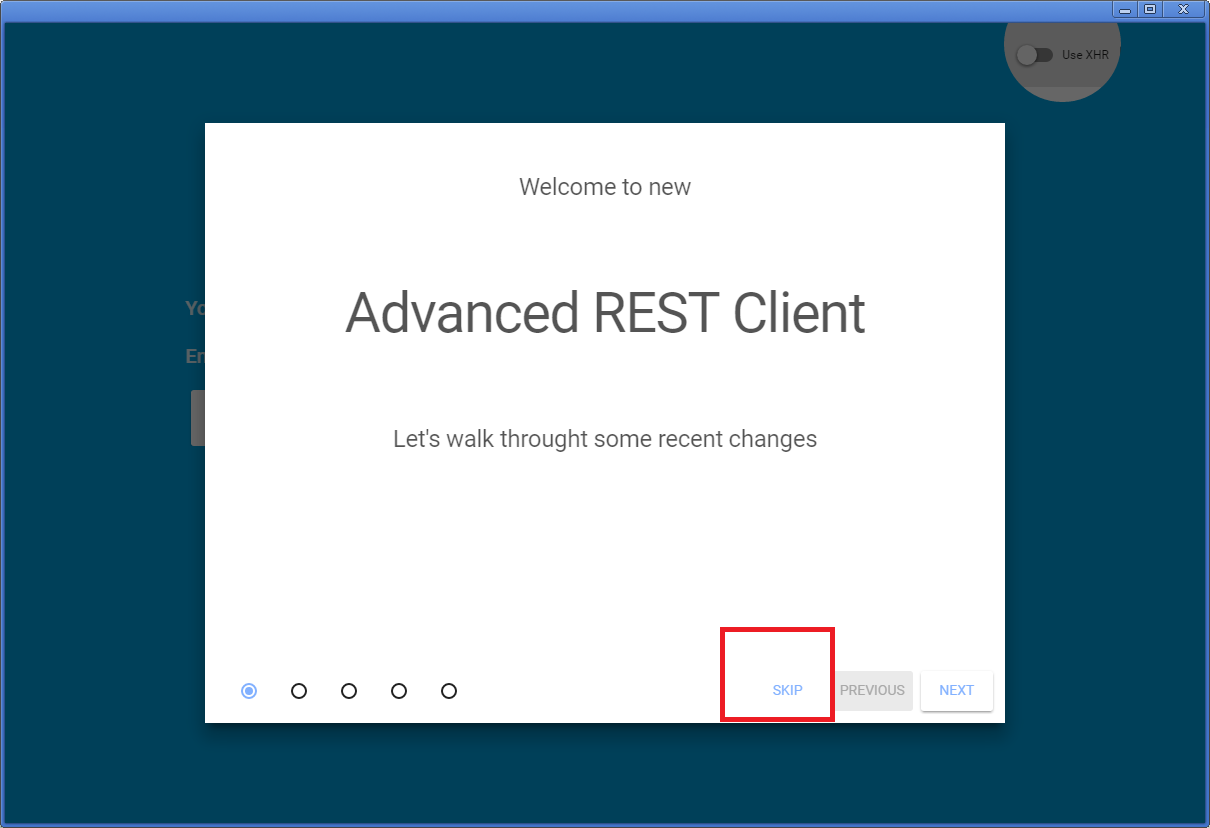 Use XHR
Welcome to new
Advanced REST Client
Yo
En
Let's walk throught some recent changes
SKIP
PREVIOUS
NEXT